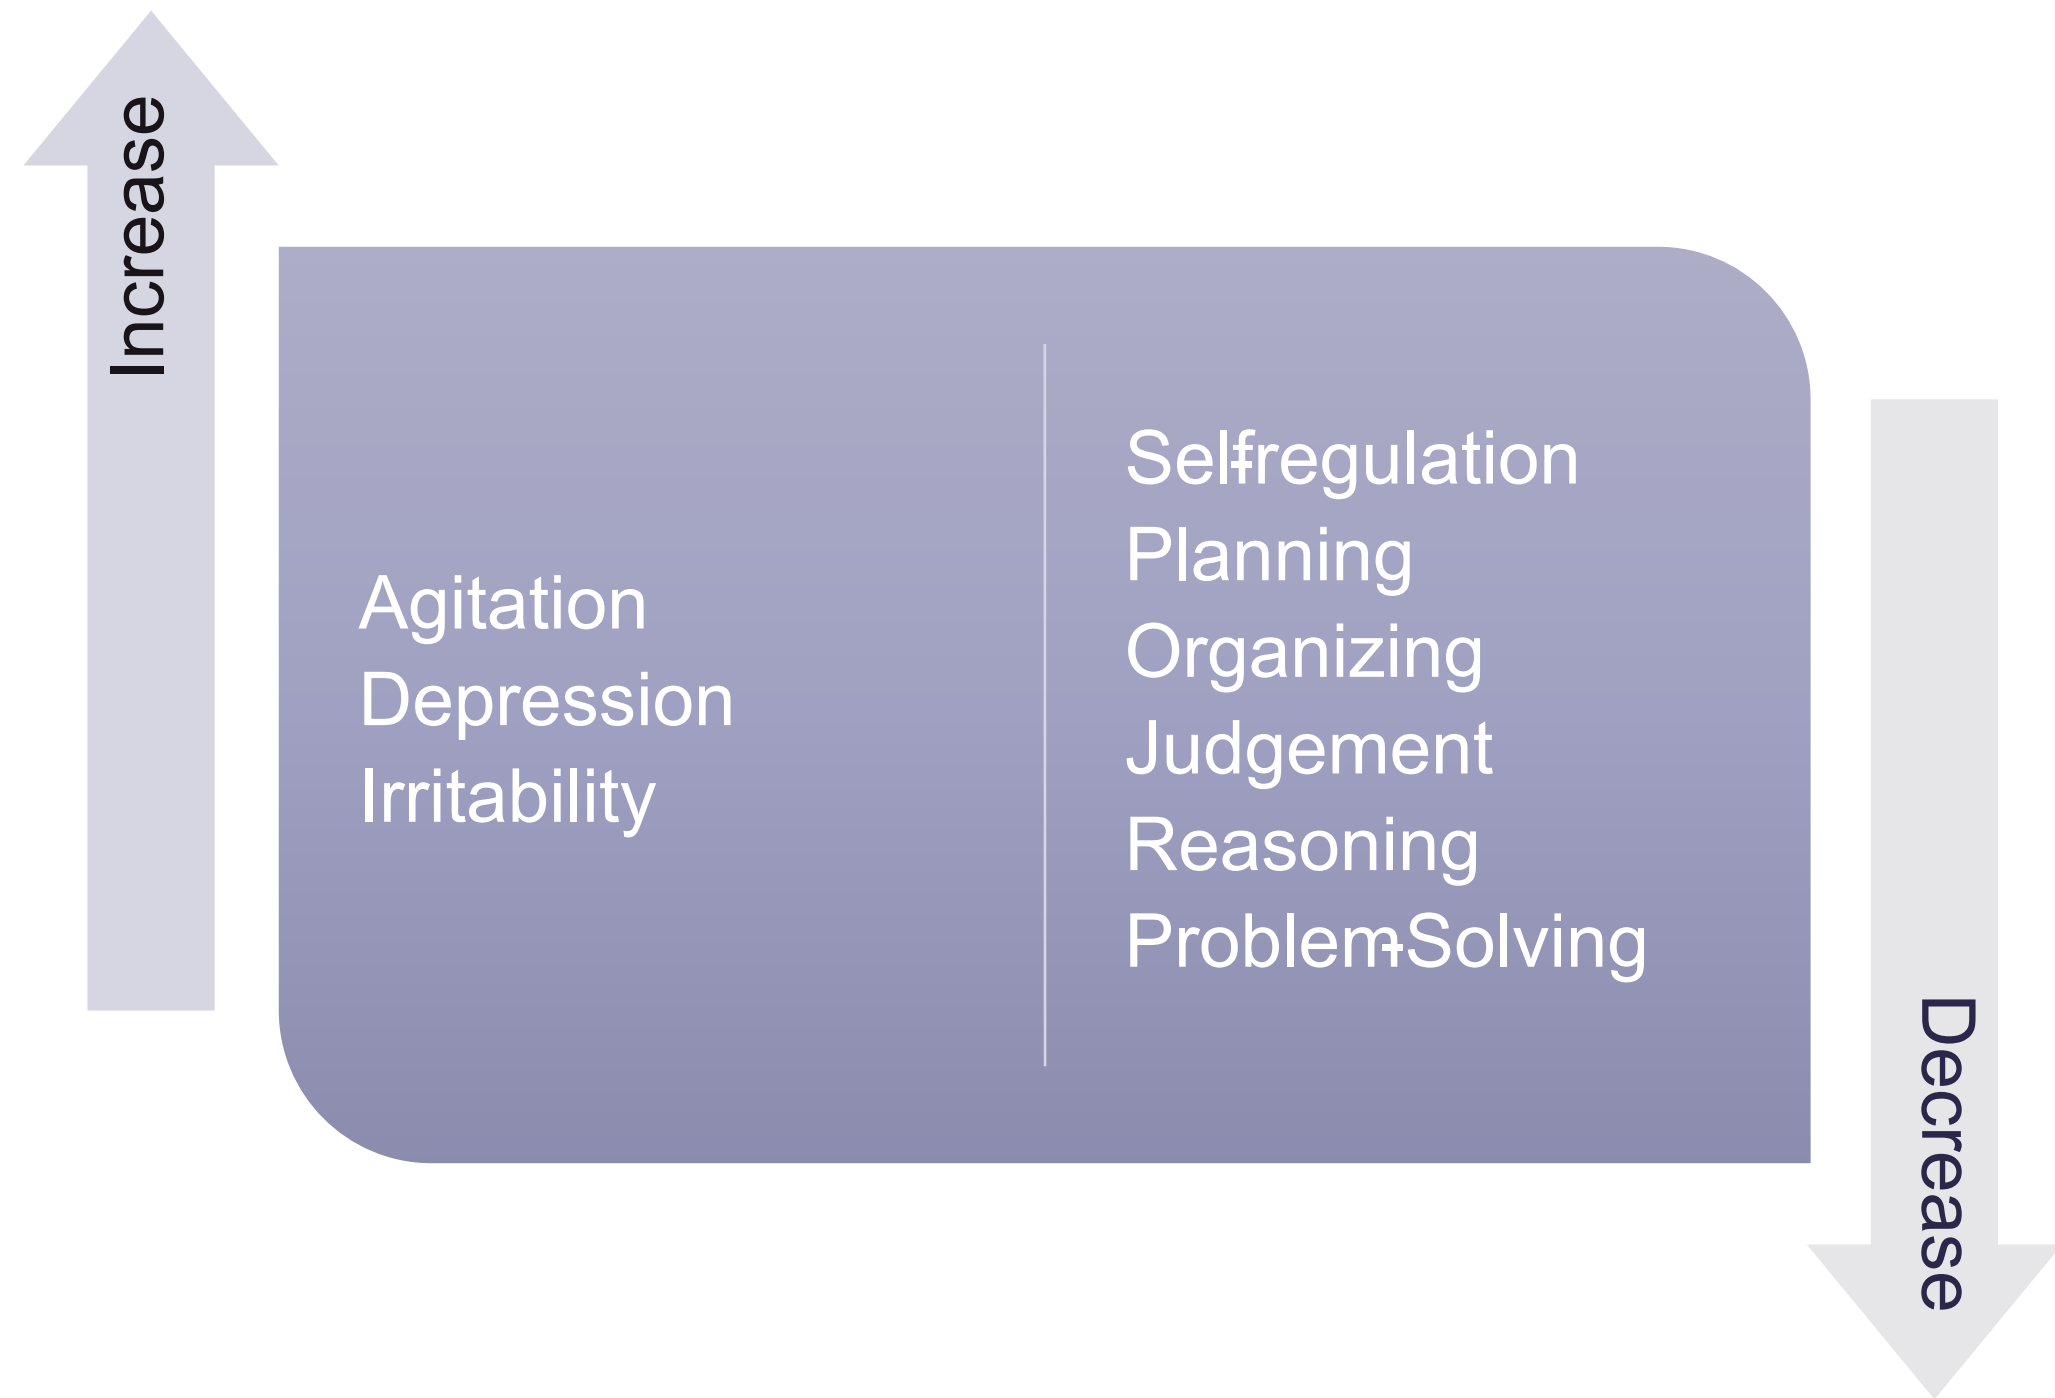 Increase
Agitation
Depression
Irritability
Self-regulation
Planning
Organizing
Judgement
Reasoning
Problem-Solving
Decrease